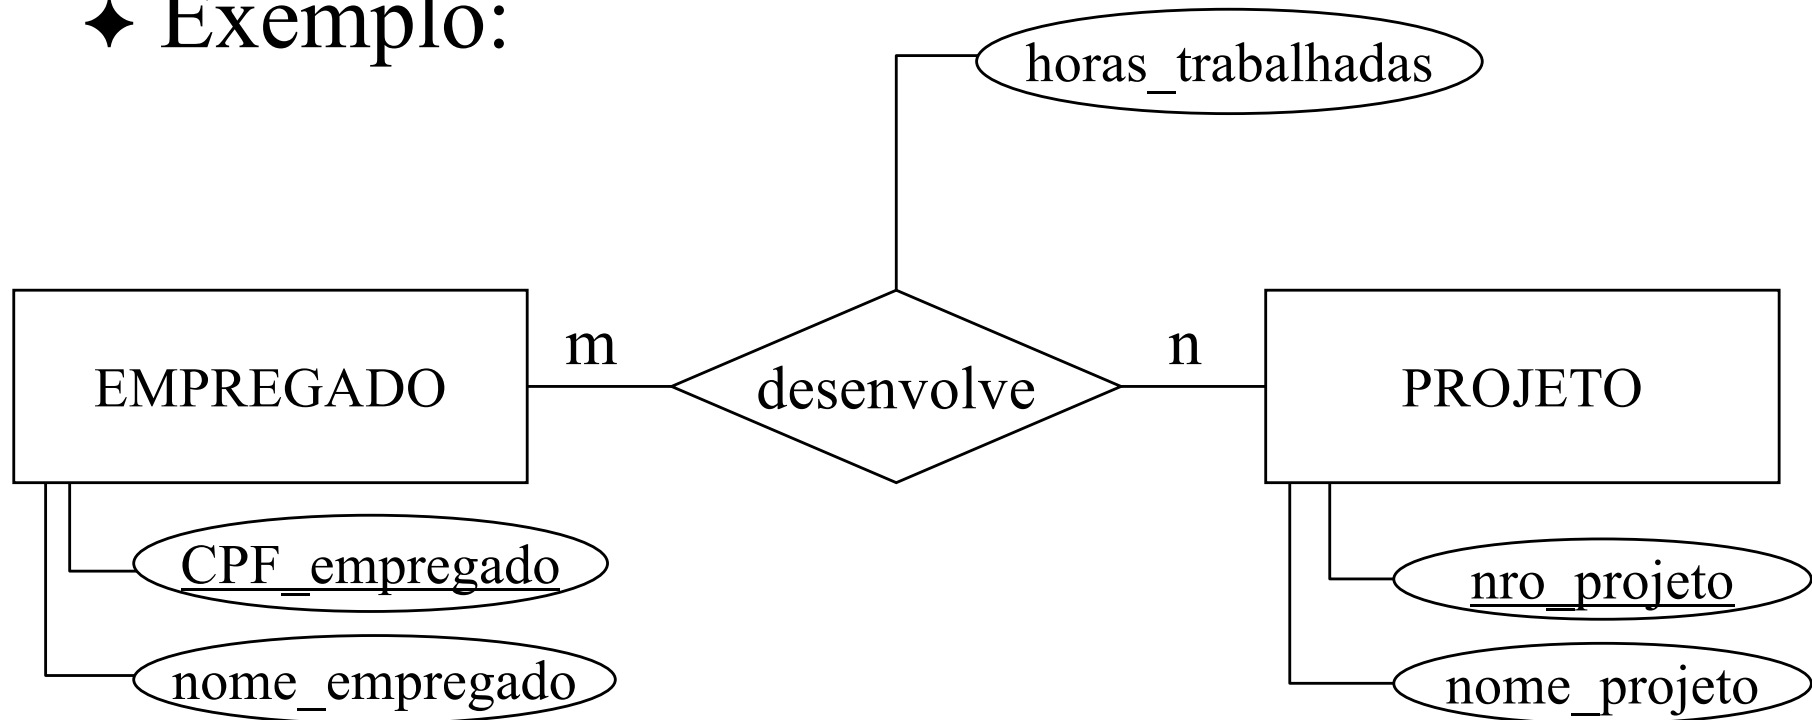 ✦ Exemplo:
horas_trabalhadas
m
n
EMPREGADO
desenvolve
PROJETO
CPF_empregado
nro_projeto
nome_empregado
nome_projeto